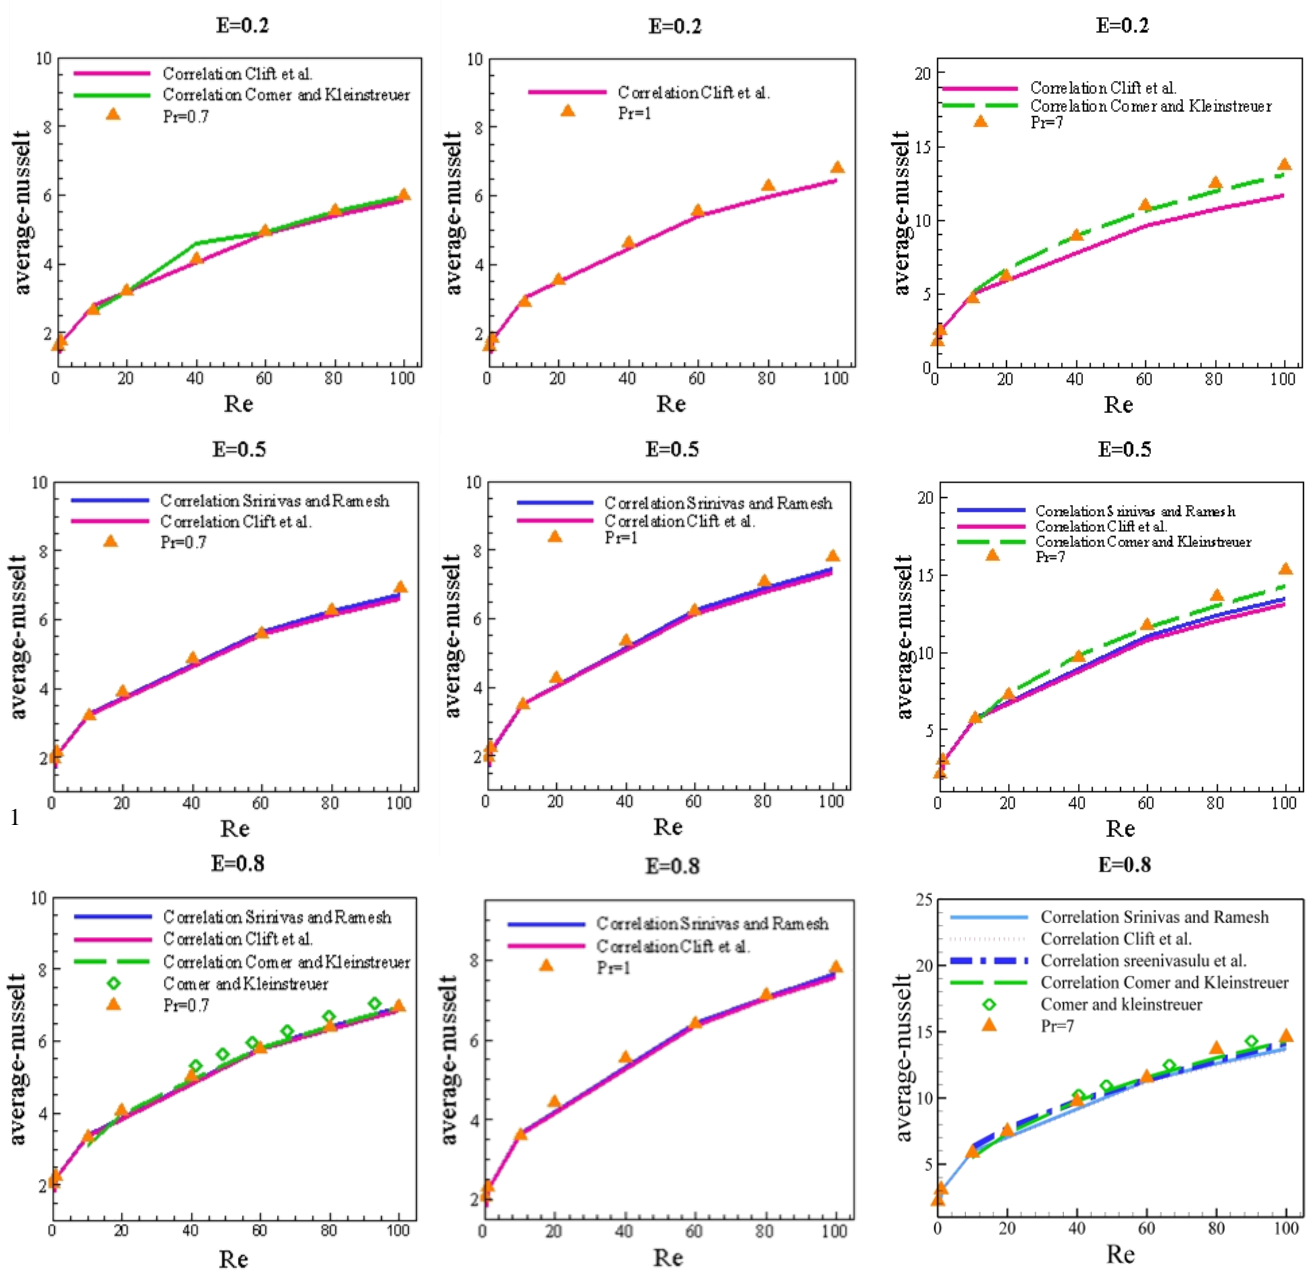 E=0.2
10
8
6
4
2
0 20 40 60 80 100
average-nusselt
Re
Correlation Clift et al.
Correlation Comer and Kleinstreuer
Pr=0.7
E=0.2
10
8
6
4
2
0 20 40 60 80 100
average-nusselt
Re
Correlation Clift et al.
Pr=1
E=0.2
20
15
10
5
0
0 20 40 60 80 100
average-nusselt
Re
Correlation Clift et al.
Correlation Comer and Kleinstreuer
Pr=7
E=0.5
10
8
6
4
2
0 20 40 60 80 100
average-nusselt
Re
Correlation Srinivas and Ramesh
Correlation Clift et al.
Pr=0.7
1
E=0.5
10
8
6
4
2
0 20 40 60 80 100
average-nusselt
Re
Correlation Srinivas and Ramesh
Correlation Clift et al.
Pr=1
E=0.5
20
15
10
5
0 20 40 60 80 100
average-nusselt
Re
Correlation Srinivas and Ramesh
Correlation Clift et al.
Correlation Comer and Kleinstreuer
Pr=7
E=0.8
10
8
6
4
2
0 20 40 60 80 100
average-nusselt
Re
Correlation Srinivas and Ramesh
Correlation Clift et al.
Correlation Comer and Kleinstreuer
Comer and Kleinstreuer
Pr=0.7
E=0.8
8
6
4
2
0 20 40 60 80 100
average-nusselt
Re
Correlation Srinivas and Ramesh
Correlation Clift et al.
Pr=1
E=0.8
25
20
15
10
5
0 20 40 60 80 100
average-nusselt
Re
Correlation Srinivas and Ramesh
Correlation Clift et al.
Correlation sreenivasulu et al.
Correlation Comer and Kleinstreuer
Comer and kleinstreuer
Pr=7